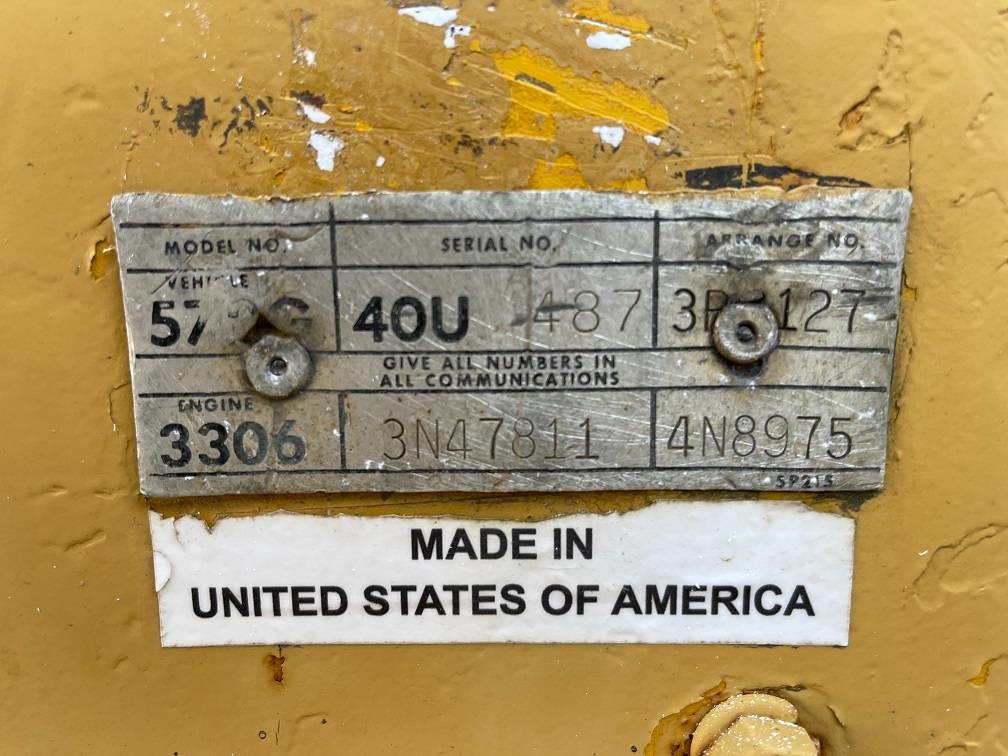 MODEL NO. SERIAL NO. ARRANGE NO.
VEHICLE
40U 487
GIVE ALL NUMBERS IN
ALL COMMUNICATIONS
ENGINE
3306 3N47811 4N8975
5P215
MADE IN
UNITED STATES OF AMERICA